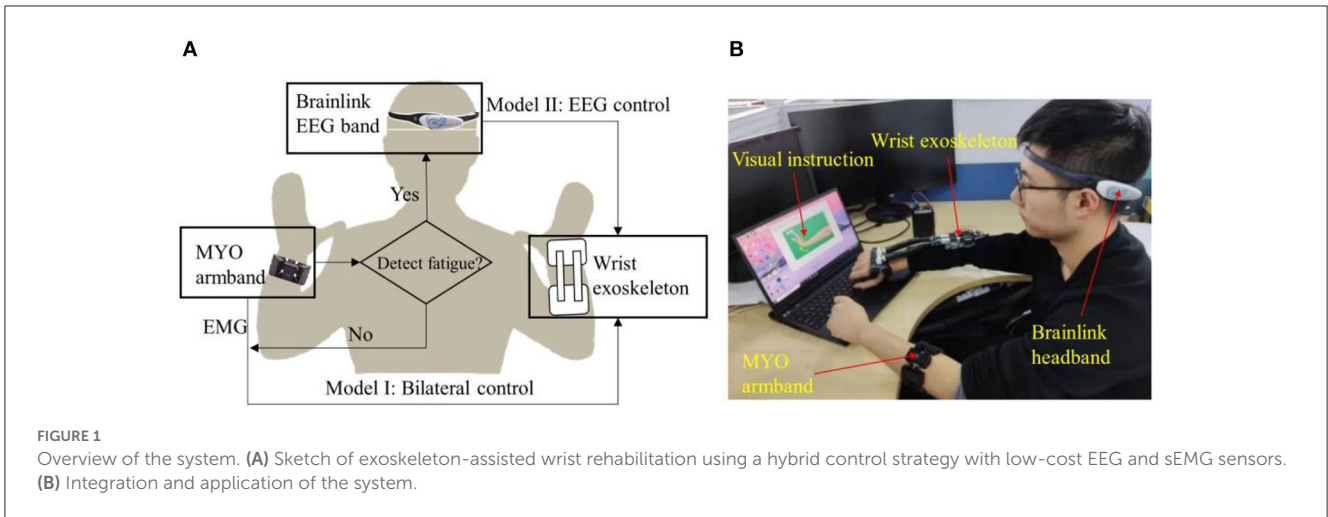 A
B
Brainlink
EEG band
Model II: EEG control
Yes
MYO
armband
Detect fatigue?
Wrist
exoskeleton
EMG
No
Model I: Bilateral control
Visual instruction
Wrist exoskeleton
Brainlink
headband
MYO
armband
FIGURE 1
Overview of the system. (A) Sketch of exoskeleton-assisted wrist rehabilitation using a hybrid control strategy with low-cost EEG and sEMG sensors.
(B) Integration and application of the system.